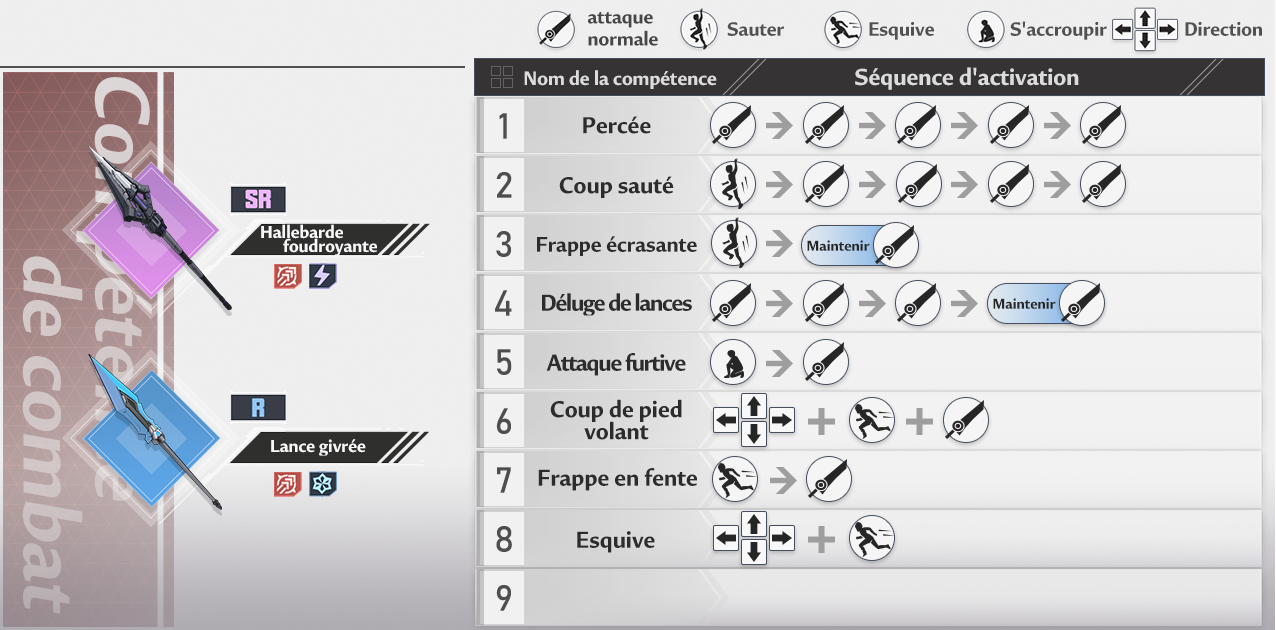 attaque
normale
Sauter
Esquive
S'accroupir
Direction
Compétence
de combat
SR
Hallebarde
foudroyante
R
Lance givrée
Nom de la compétence
Séquence d'activation
1 Percée
2 Coup sauté
3 Frappe écrasante Maintenir
4 Déluge de lances Maintenir
5 Attaque furtive
6 Coup de pied
volant
7 Frappe en fente
8 Esquive
9